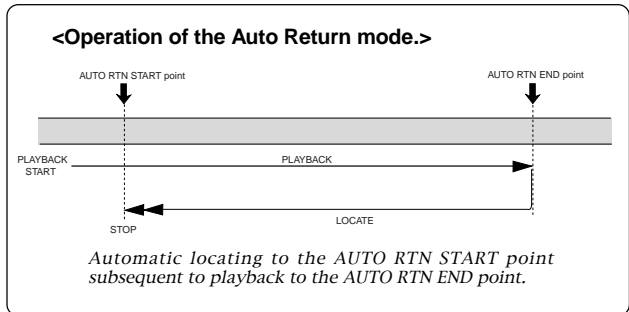 <Operation of the Auto Return mode.>
AUTO RTN START point
AUTO RTN END point
PLAYBACK
START
PLAYBACK
LOCATE
STOP
Automatic locating to the AUTO RTN START point
subsequent to playback to the AUTO RTN END point.